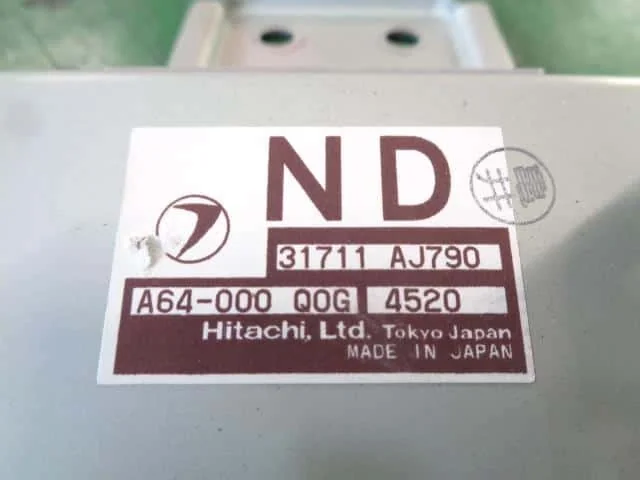 ND
31711 AJ790
A64-000 Q0G 4520
Hitachi, Ltd. Tokyo Japan
MADE IN JAPAN